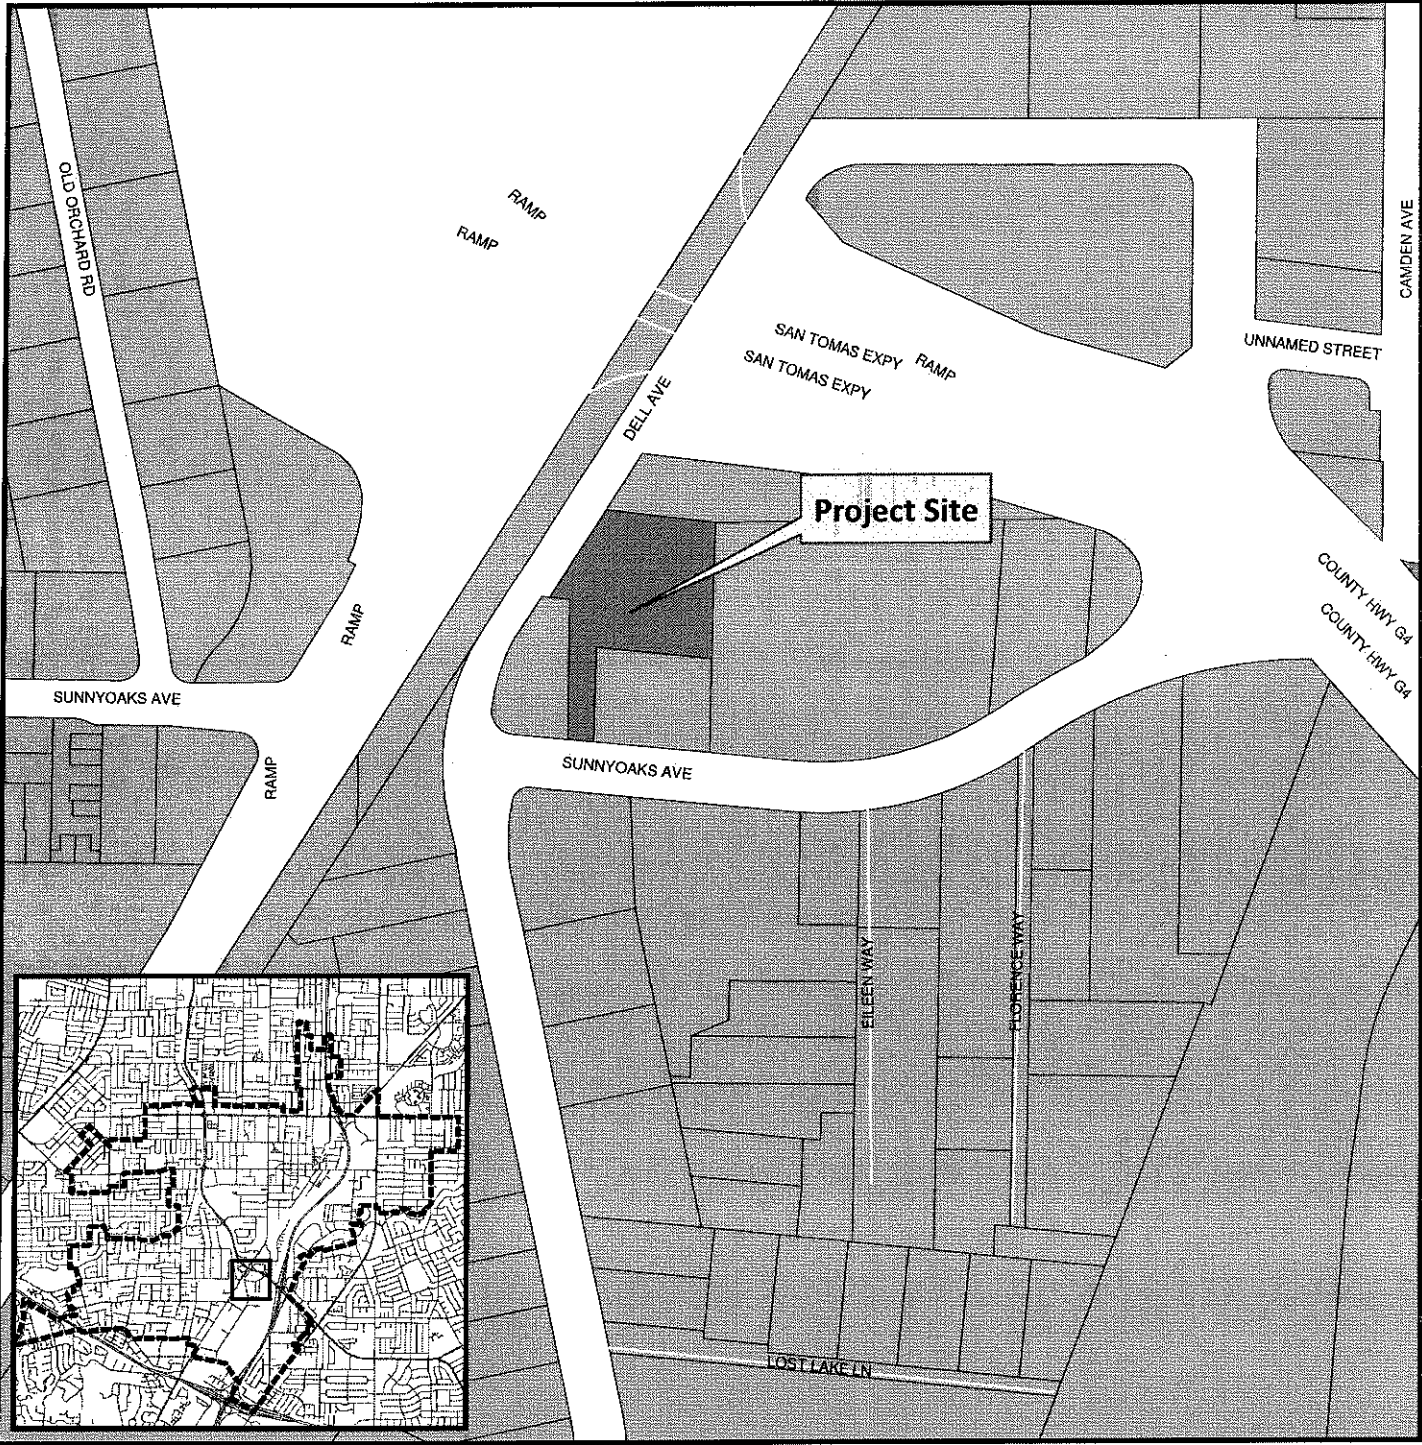 OLD ORCHARD RD
RAMP
RAMP
CAMDEN AVE
SAN TOMAS EXPY
RAMP
SAN TOMAS EXPY
UNNAMED STREET
DELL AVE
Project Site
COUNTY HWY G4
COUNTY HWY G4
RAMP
SUNNYOAKS AVE
RAMP
SUNNYOAKS AVE
EILEEN WAY
FLORENCE WAY
LOST LAKE LN